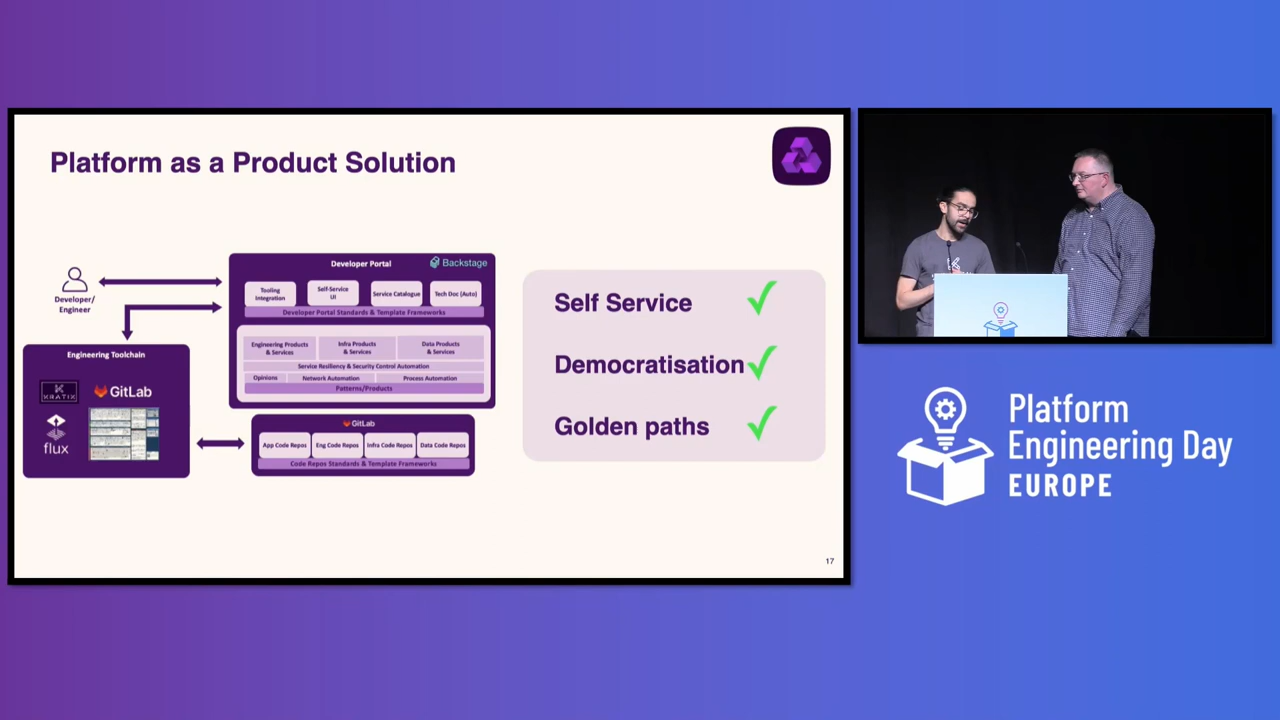 Platform as a Product Solution
Developer/
Engineer
Developer Portal
Backstage
Tooling
Integration
Self-Service
UI
Service Catalogue
Tech Doc (Auto)
Developer Portal Standards & Template Frameworks
Engineering Products
& Services
Infra Products
& Services
Data Products
& Services
Service Resiliency & Security Control Automation
Opinions
Network Automation
Process Automation
Patterns/Products
Engineering Toolchain
KRATIX
GitLab
flux
GitLab
App Code Repos
Eng Code Repos
Infra Code Repos
Data Code Repos
Code Repos Standards & Template Frameworks
Self Service
Democratisation
Golden paths
17
Platform
Engineering Day
EUROPE